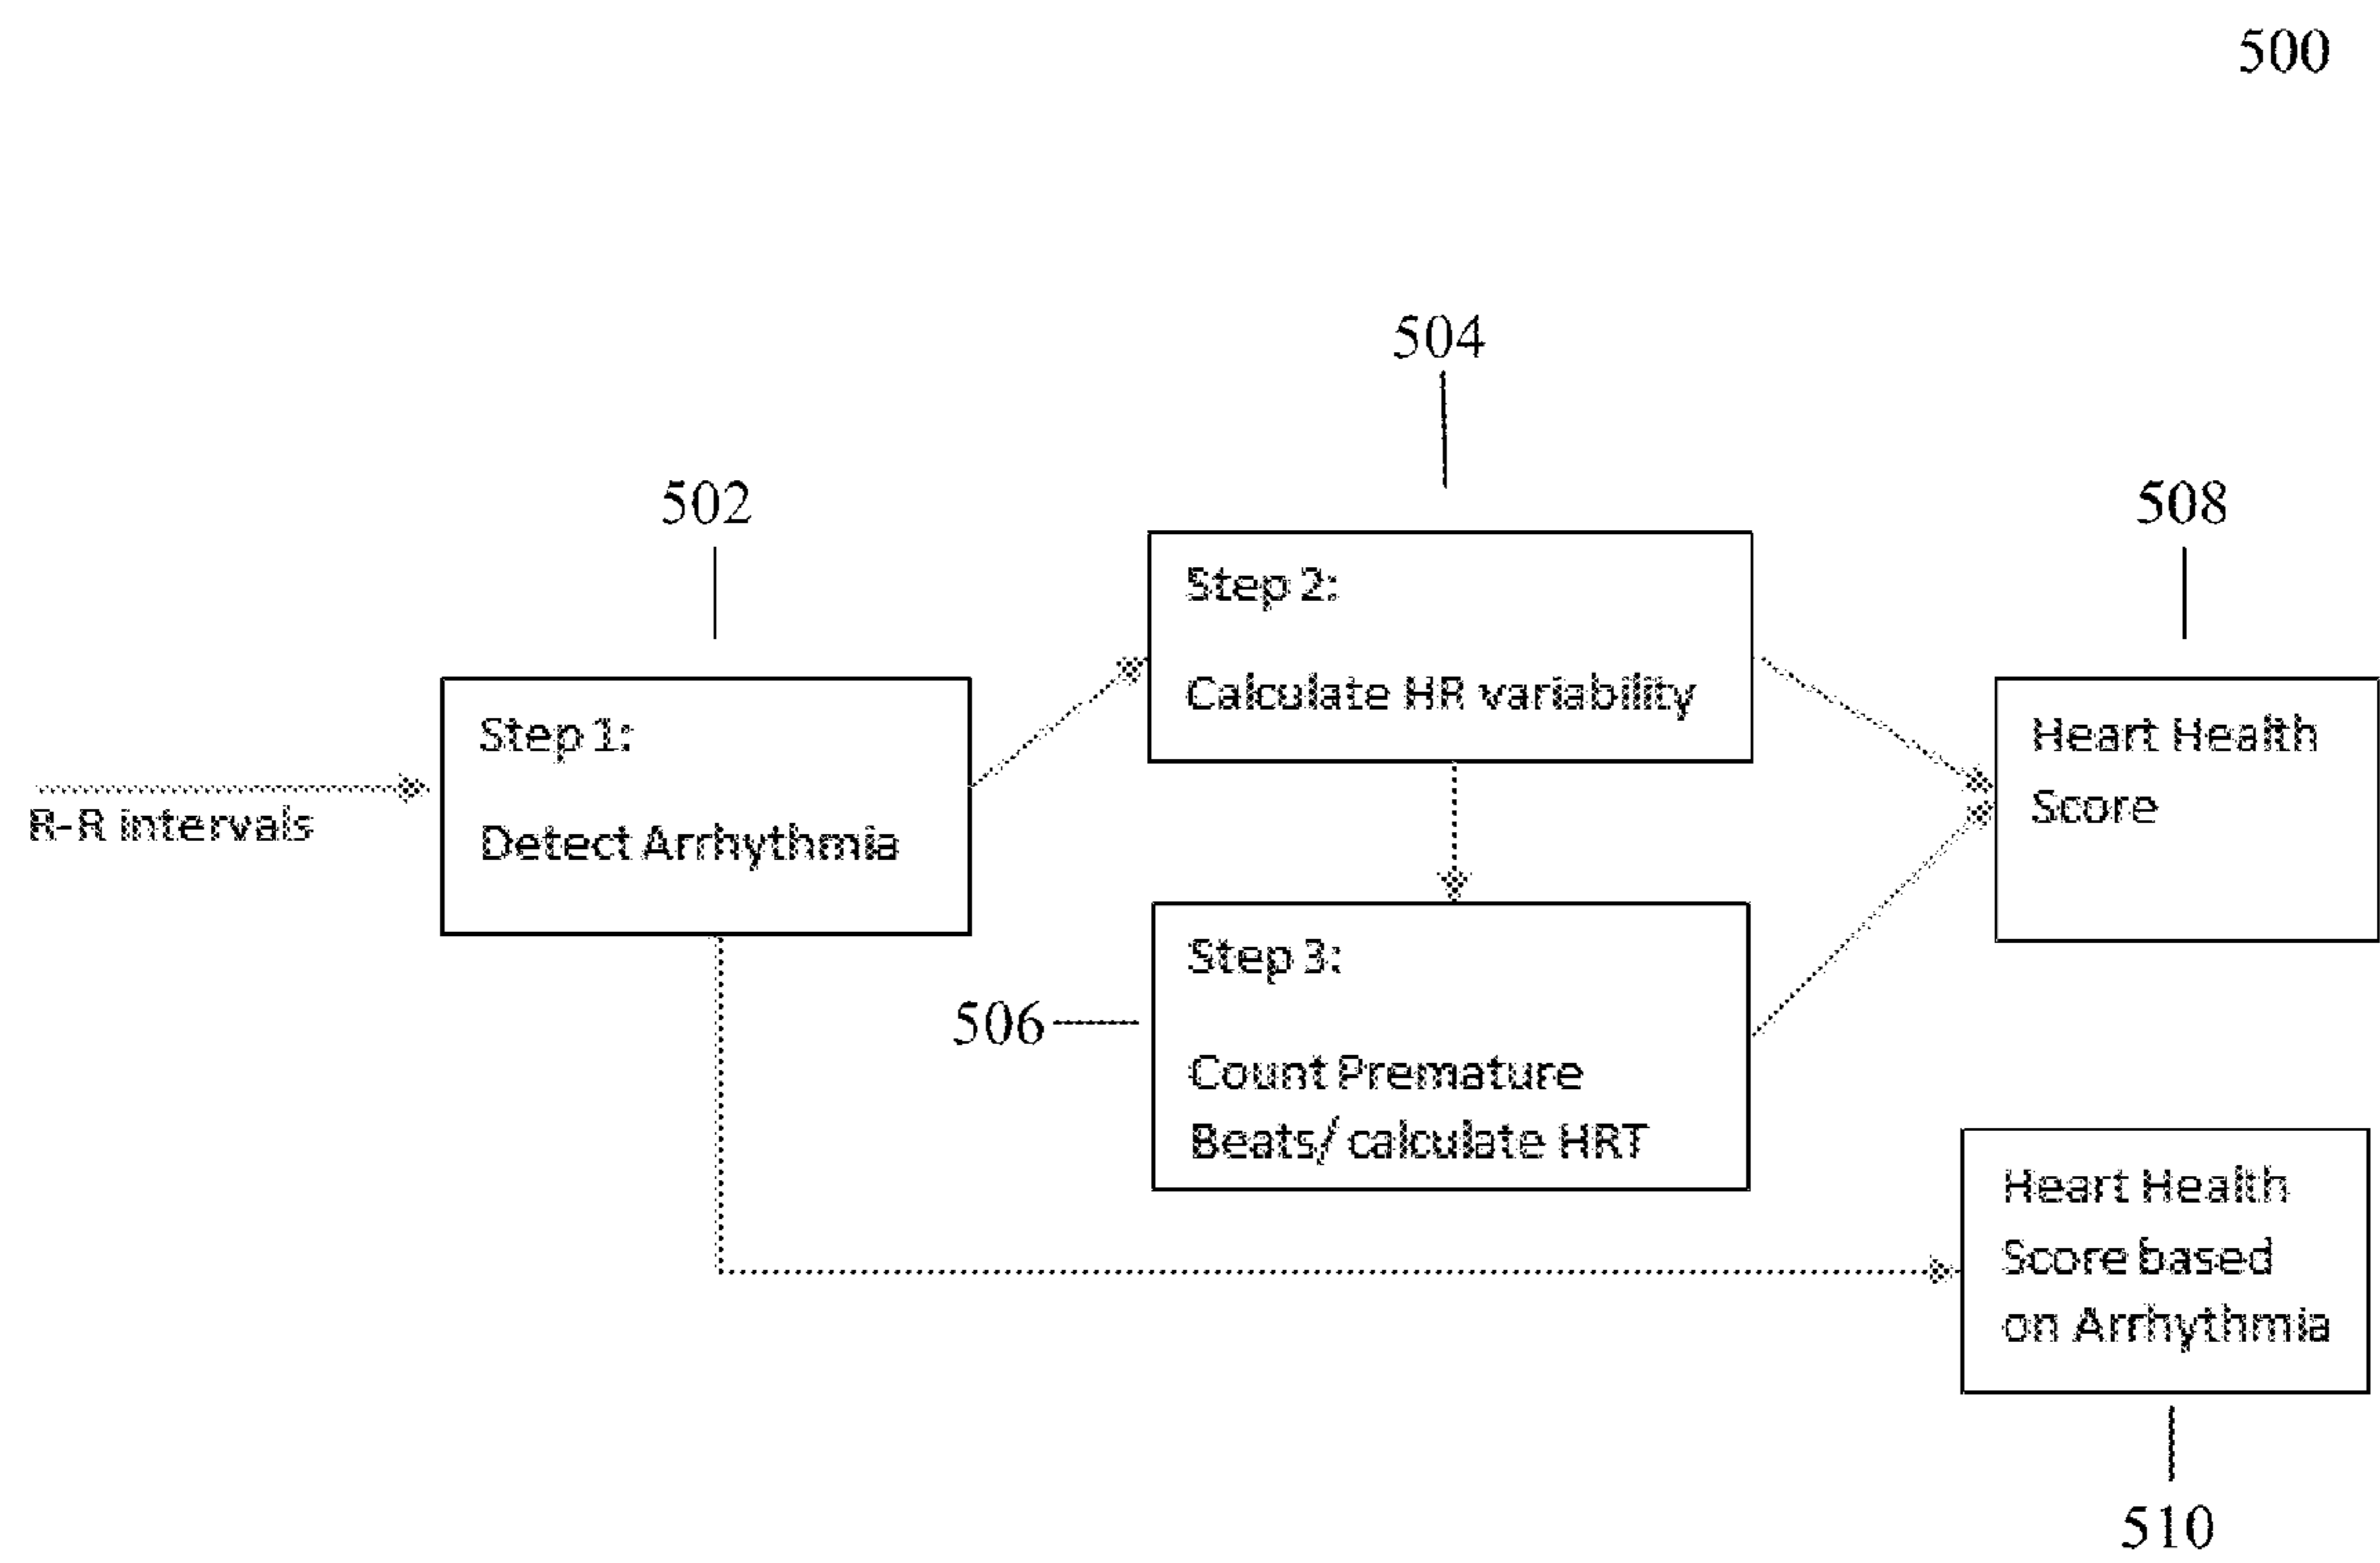 500
504
502
508
Step 2:
Calculate HR variability
Step 1:
Detect Arrhythmia
Heart Health
Score
R-R intervals
Step 3:
506
Count Premature
Beats/ calculate HRT
Heart Health
Score based
on Arrhythmia
510